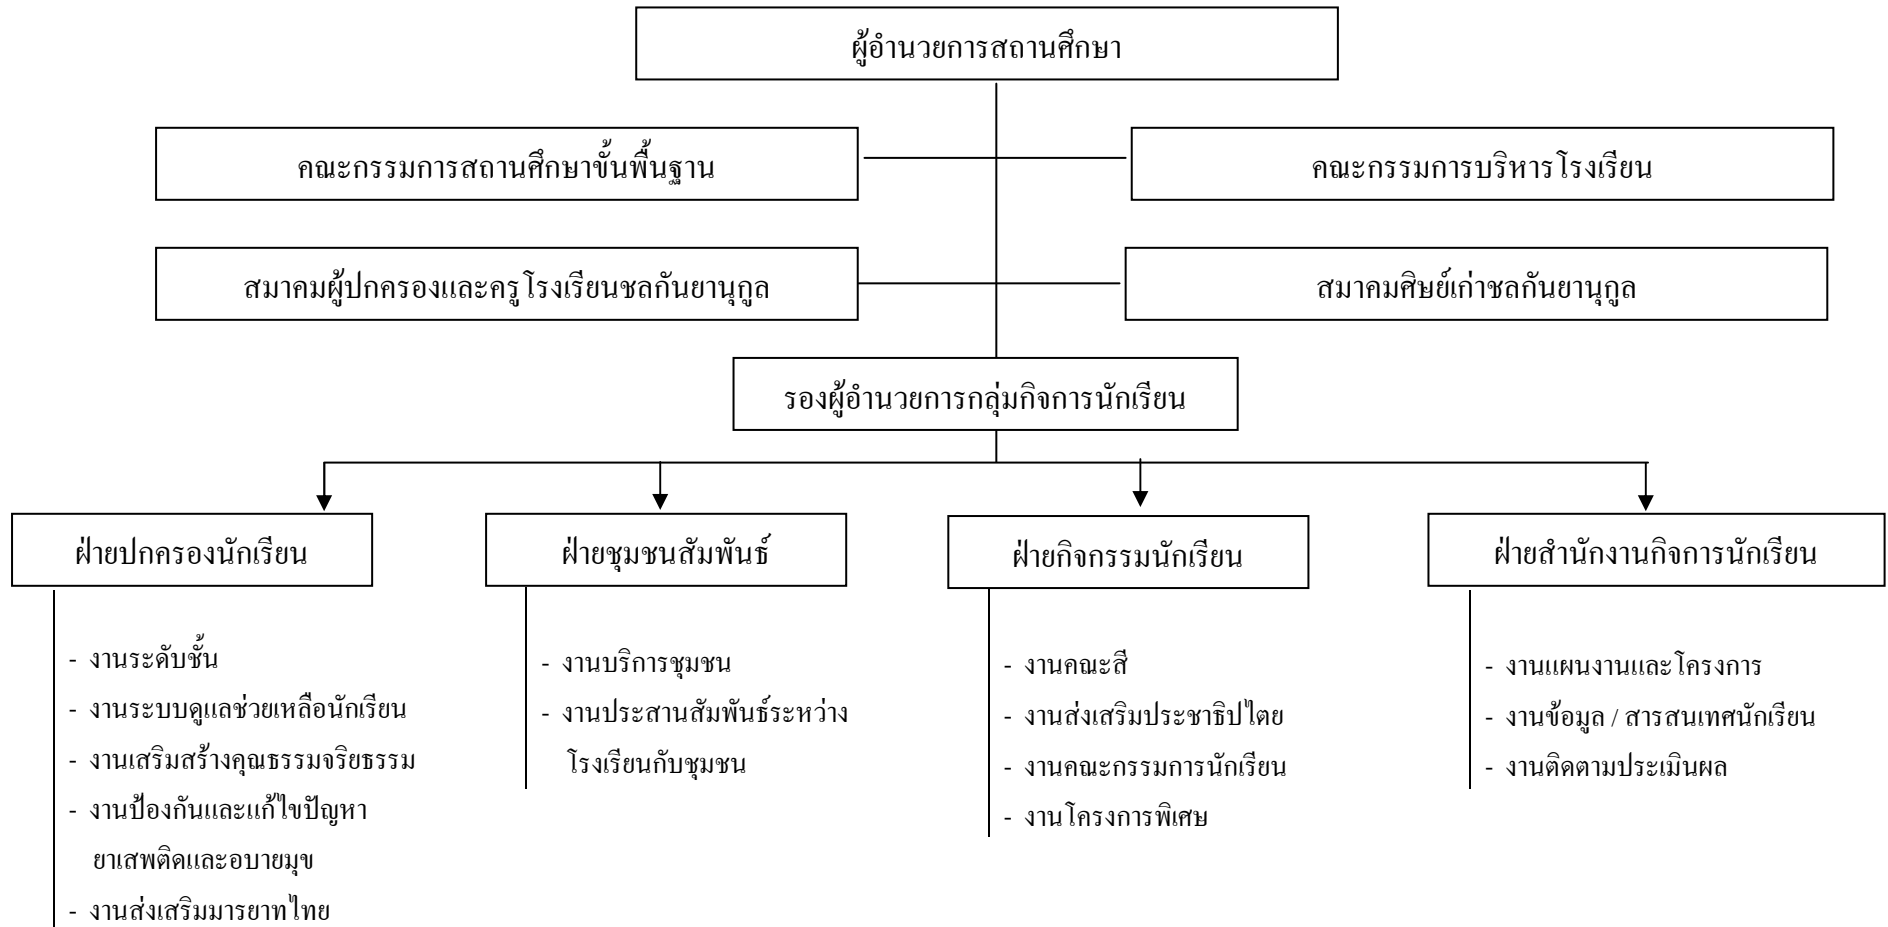 ผู้อำนวยการสถานศึกษา
คณะกรรมการสถานศึกษาขั้นพื้นฐาน
คณะกรรมการบริหารโรงเรียน
สมาคมผู้ปกครองและครูโรงเรียนชลกันยานุกูล
สมาคมศิษย์เก่าชลกันยานุกูล
รองผู้อำนวยการกลุ่มกิจการนักเรียน
ฝ่ายปกครองนักเรียน
- งานระดับชั้น
- งานระบบดูแลช่วยเหลือนักเรียน
- งานเสริมสร้างคุณธรรมจริยธรรม
- งานป้องกันและแก้ไขปัญหา
ยาเสพติดและอบายมุข
- งานส่งเสริมมารยาทไทย
ฝ่ายชุมชนสัมพันธ์
- งานบริการชุมชน
- งานประสานสัมพันธ์ระหว่าง
โรงเรียนกับชุมชน
ฝ่ายกิจกรรมนักเรียน
- งานคณะสี
- งานส่งเสริมประชาธิปไตย
- งานคณะกรรมการนักเรียน
- งานโครงการพิเศษ
ฝ่ายสำนักงานกิจการนักเรียน
- งานแผนงานและโครงการ
- งานข้อมูล / สารสนเทศนักเรียน
- งานติดตามประเมินผล